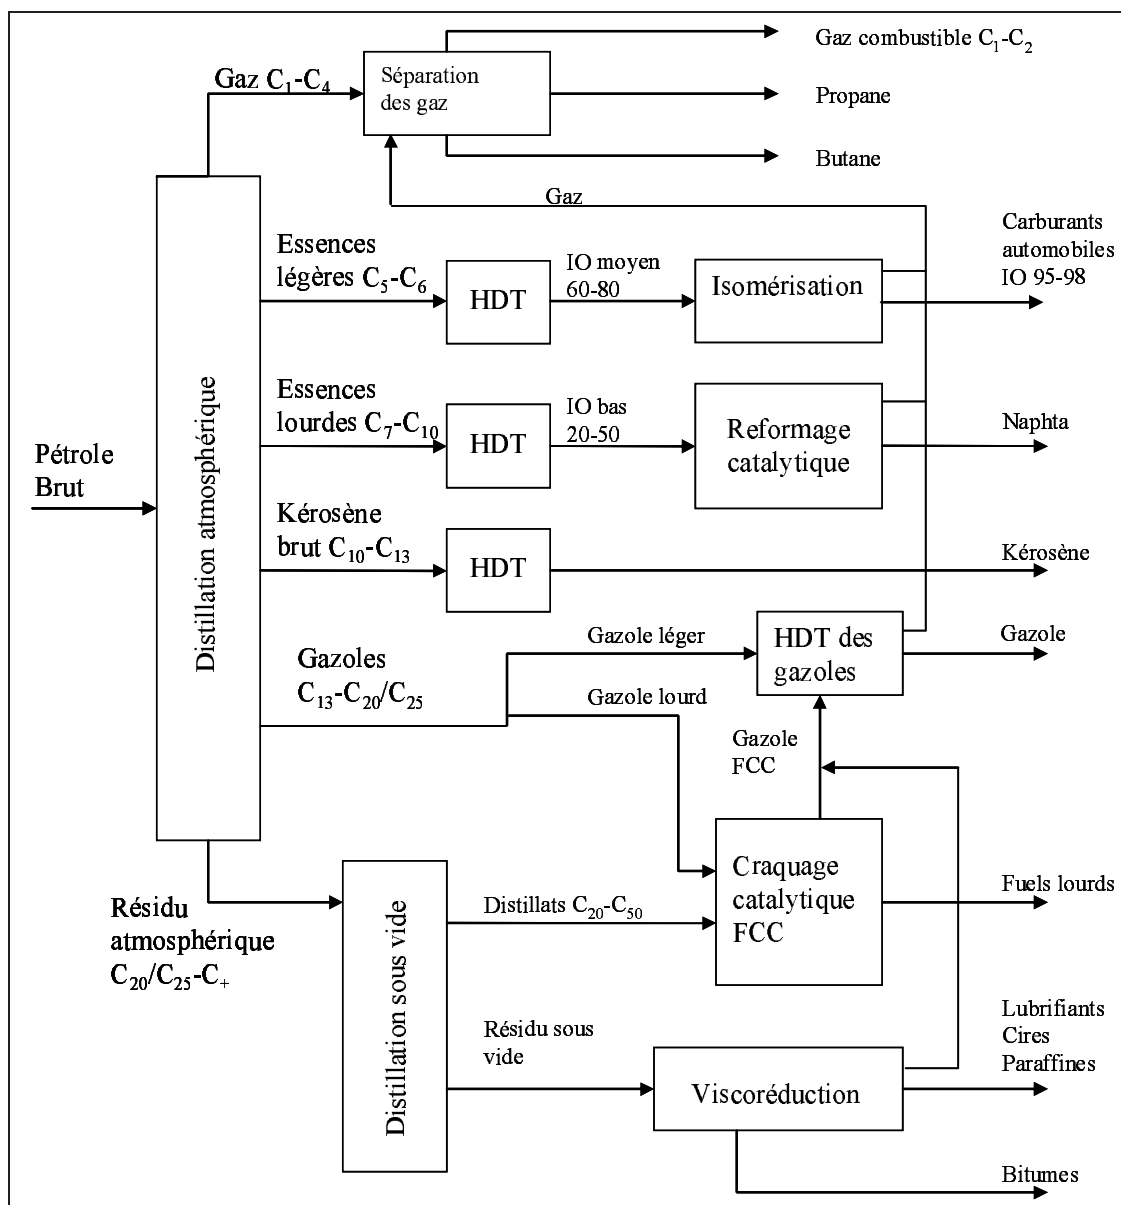 Gaz combustible C₁-C₂
Gaz C₁-C₄
Séparation
des gaz
Propane
Butane
Gaz
Essences
légères C₅-C₆
HDT
IO moyen
60-80
Isomérisation
Carburants
automobiles
IO 95-98
Essences
lourdes C₇-C₁₀
HDT
IO bas
20-50
Reformage
catalytique
Naphta
Pétrole
Brut
Distillation atmosphérique
Kérosène
brut C₁₀-C₁₃
HDT
Kérosène
Gazoles
C₁₃-C₂₀/C₂₅
Gazole léger
HDT des
gazoles
Gazole
Gazole lourd
Gazole
FCC
Résidu
atmosphérique
C₂₀/C₂₅-C₊
Distillation sous vide
Distillats C₂₀-C₅₀
Craquage
catalytique
FCC
Fuels lourds
Résidu sous
vide
Viscoréduction
Lubrifiants
Cires
Paraffines
Bitumes